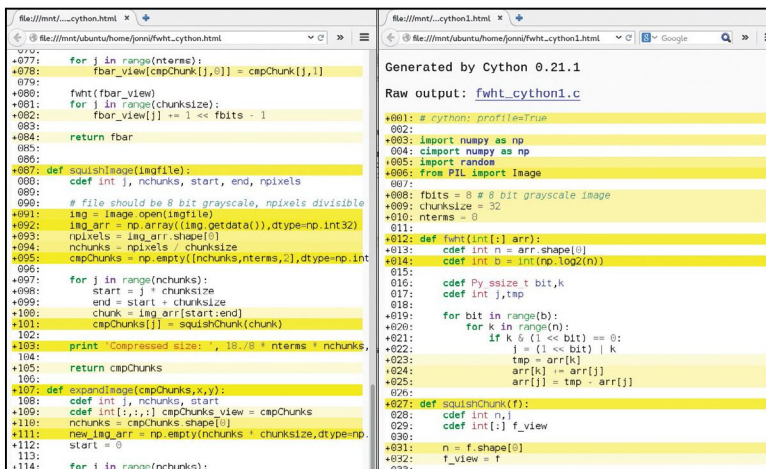 file:///mnt/..._cython.html
file:///mnt/ubuntu/home/jonni/fwht_cython.html
+077: for j in range(nterms):
+078: fbar_view[cmpChunk[j,0]] = cmpChunk[j,1]
079:
+080: fwht(fbar_view)
+081: for j in range(chunksize):
+082: fbar_view[j] += 1 << fbits - 1
083:
+084: return fbar
085:
086:
+087: def squishImage(imgfile):
088: cdef int j, nchunks, start, end, npixels
089:
090: # file should be 8 bit grayscale, npixels divisible
+091: img = Image.open(imgfile)
+092: img_arr = np.array((img.getdata()),dtype=np.int32)
+093: npixels = img_arr.shape[0]
+094: nchunks = npixels / chunksize
+095: cmpChunks = np.empty([nchunks,nterms,2],dtype=np.int
096:
+097: for j in range(nchunks):
+098: start = j * chunksize
+099: end = start + chunksize
+100: chunk = img_arr[start:end]
+101: cmpChunks[j] = squishChunk(chunk)
102:
+103: print 'Compressed size: ', 18./8 * nterms * nchunks,
104:
+105: return cmpChunks
106:
+107: def expandImage(cmpChunks,x,y):
108: cdef int j, nchunks, start
+109: cdef int[:,:,:] cmpChunks_view = cmpChunks
+110: nchunks = cmpChunks.shape[0]
+111: new_img_arr = np.empty(nchunks * chunksize,dtype=np.
+112: start = 0
113:
+114: for j in range(nchunks):
file:///mnt/...cython1.html
file:///mnt/ubuntu/home/jonni/fwht_cython1.html
Google
Generated by Cython 0.21.1
Raw output: fwht_cython1.c
+001: # cython: profile=True
002:
+003: import numpy as np
004: cimport numpy as np
+005: import random
+006: from PIL import Image
007:
+008: fbits = 8 # 8 bit grayscale image
+009: chunksize = 32
+010: nterms = 8
011:
+012: def fwht(int[:] arr):
+013: cdef int n = arr.shape[0]
+014: cdef int b = int(np.log2(n))
015:
016: cdef Py_ssize_t bit,k
017: cdef int j,tmp
018:
+019: for bit in range(b):
+020: for k in range(n):
+021: if k & (1 << bit) == 0:
+022: j = (1 << bit) | k
+023: tmp = arr[k]
+024: arr[k] += arr[j]
+025: arr[j] = tmp - arr[j]
026:
+027: def squishChunk(f):
028: cdef int n,j
029: cdef int[:] f_view
030:
+031: n = f.shape[0]
+032: f_view = f